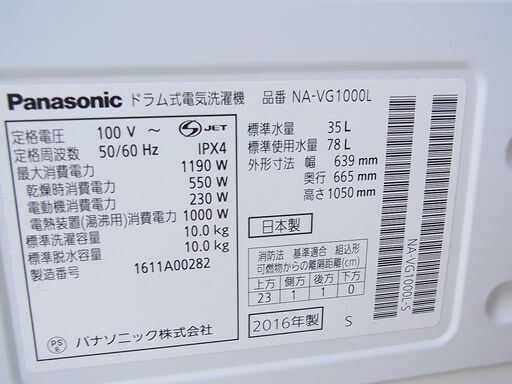 Panasonic ドラム式電気洗濯機 品番 NA-VG1000L
定格電圧 100 V ～ S JET
定格周波数 50/60 Hz IPX4
最大消費電力 1190 W
乾燥時消費電力 550 W
電動機消費電力 230 W
電熱装置(湯沸用)消費電力 1000 W
標準洗濯容量 10.0 kg
標準脱水容量 10.0 kg
製造番号 1611A00282
PS
E
パナソニック株式会社
標準水量 35 L
標準使用水量 78 L
外形寸法 幅 639 mm
奥行 665 mm
高さ 1050 mm
日本製
消防法 基準適合 組込形
可燃物からの離隔距離(cm)
上方 側方 後方 下方
23 1 1 0
2016年製 S
NA-VG1000L-S